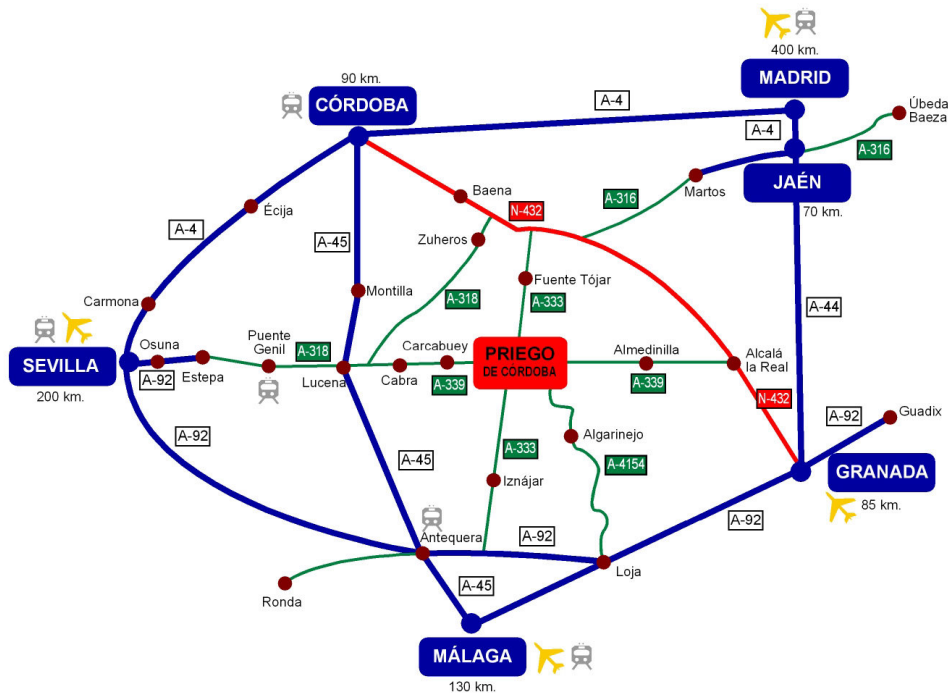 400 km.
MADRID
90 km.
CÓRDOBA
A-4
A-4
Úbeda
Baeza
A-316
JAÉN
70 km.
Martos
A-316
Baena
N-432
Écija
A-4
A-45
Zuheros
Fuente Tójar
A-318
A-333
Montilla
Carmona
A-44
SEVILLA
200 km.
Osuna
A-92
Estepa
Puente
Genil
A-318
Lucena
Carcabuey
Cabra
A-339
PRIEGO
DE CÓRDOBA
Almedinilla
A-339
Alcalá
la Real
N-432
A-92
Guadix
A-92
A-45
A-333
Algarinejo
A-4154
Iznájar
GRANADA
85 km.
A-92
Antequera
A-92
Loja
Ronda
A-45
MÁLAGA
130 km.